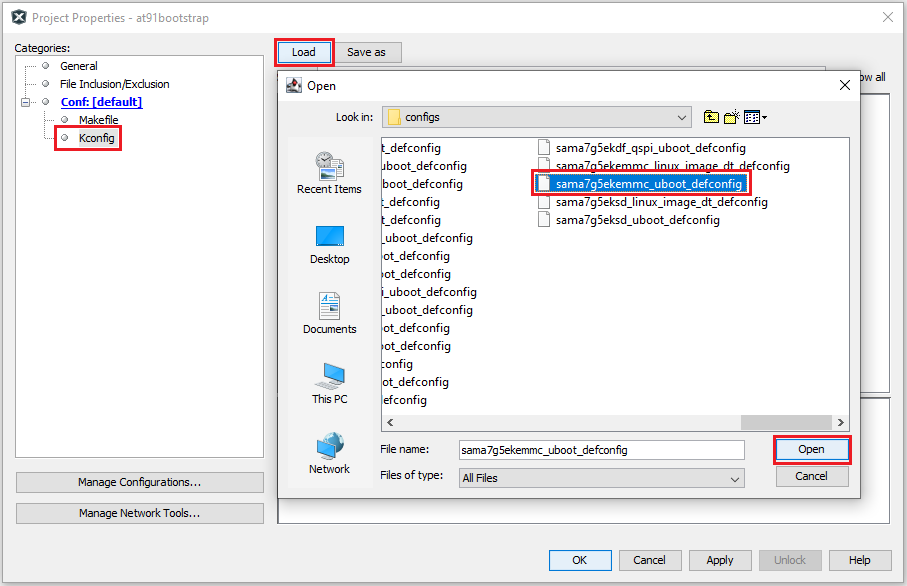 Project Properties - at91bootstrap
Categories:
General
File Inclusion/Exclusion
Conf: [default]
Makefile
Kconfig
Manage Configurations...
Manage Network Tools...
Load
Save as
ow all
Open
Look in:
configs
Recent Items
Desktop
Documents
This PC
Network
t_defconfig
uboot_defconfig
boot_defconfig
t_defconfig
t_defconfig
_uboot_defconfig
oot_defconfig
ot_defconfig
i_uboot_defconfig
_uboot_defconfig
oot_defconfig
oot_defconfig
config
ot_defconfig
efconfig
sama7g5ekdf_qspi_uboot_defconfig
sama7g5ekemmc_linux_image_dt_defconfig
sama7g5ekemmc_uboot_defconfig
sama7g5eksd_linux_image_dt_defconfig
sama7g5eksd_uboot_defconfig
File name:
sama7g5ekemmc_uboot_defconfig
Open
Files of type:
All Files
Cancel
OK
Cancel
Apply
Unlock
Help